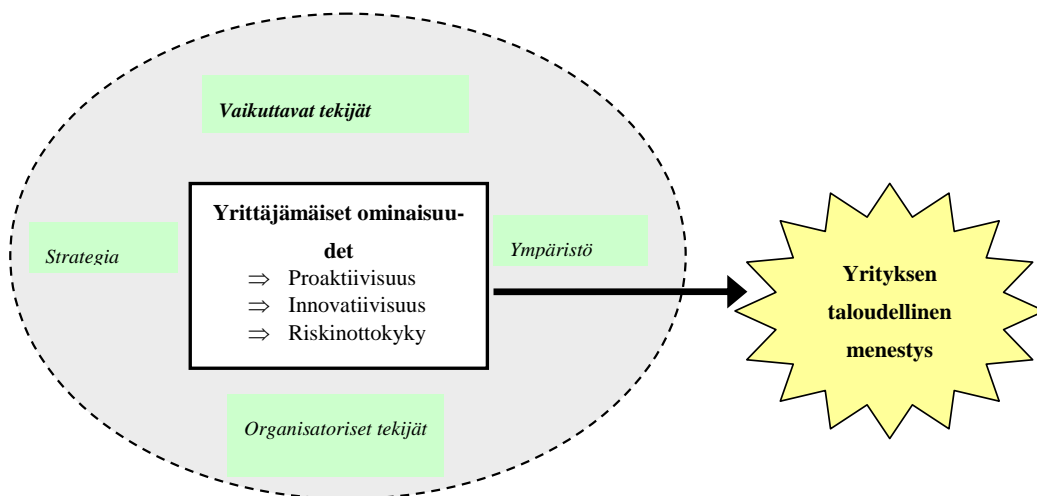 Vaikuttavat tekijät
Yrittäjämäiset ominaisuu-
det
⇒ Proaktiivisuus
⇒ Innovatiivisuus
⇒ Riskinottokyky
Strategia
Ympäristö
Organisatoriset tekijät
Yrityksen
taloudellinen
menestys